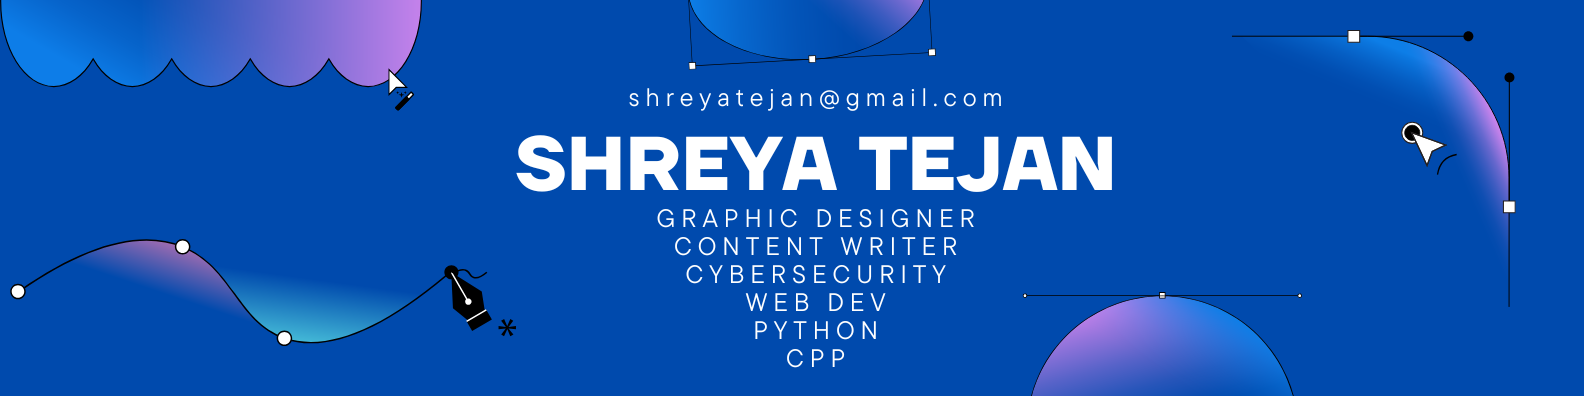 shreyatejan@gmail.com
SHREYA TEJAN
GRAPHIC DESIGNER
CONTENT WRITER
CYBERSECURITY
WEB DEV
PYTHON
CPP